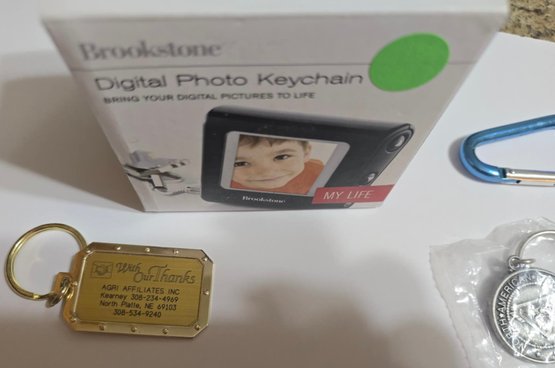 Brookstone
Digital Photo Keychain
BRING YOUR DIGITAL PICTURES TO LIFE
Brookstone
MY LIFE
With
Our Thanks
AGRI AFFILIATES INC
Kearney 308-234-4969
North Platte, NE 69103
308-534-9240
AMERICAN